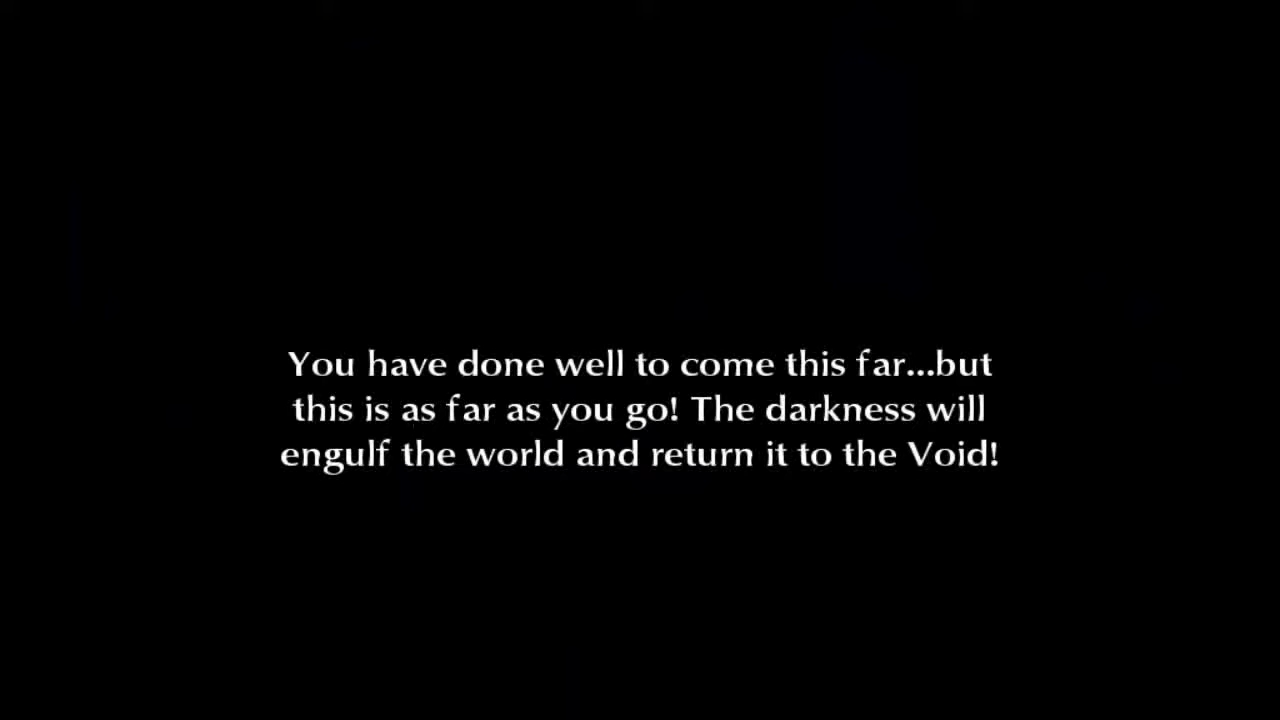 You have done well to come this far...but
this is as far as you go! The darkness will
engulf the world and return it to the Void!